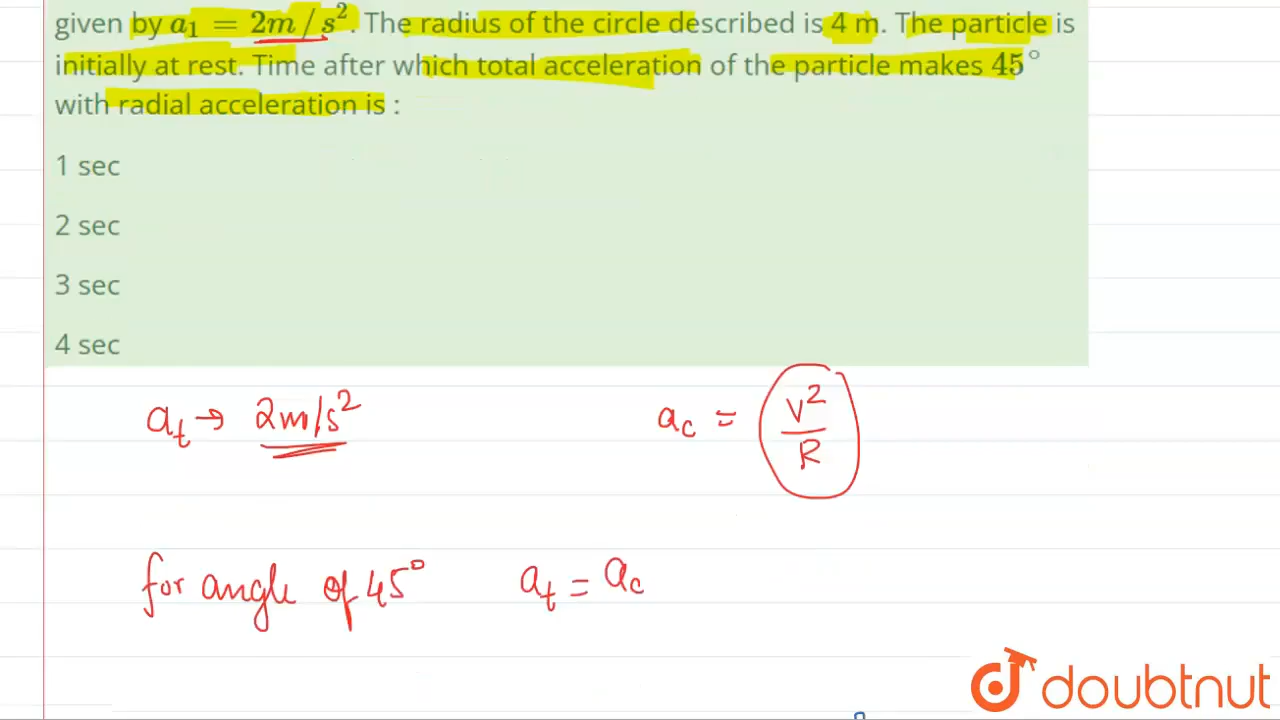 given by a₁ = 2m/s². The radius of the circle described is 4 m. The particle is
initially at rest. Time after which total acceleration of the particle makes 45°
with radial acceleration is :
1 sec
2 sec
3 sec
4 sec
aₜ → 2m/s²
a_c = V²/R
for angle of 45° aₜ = a_c
doubtnut